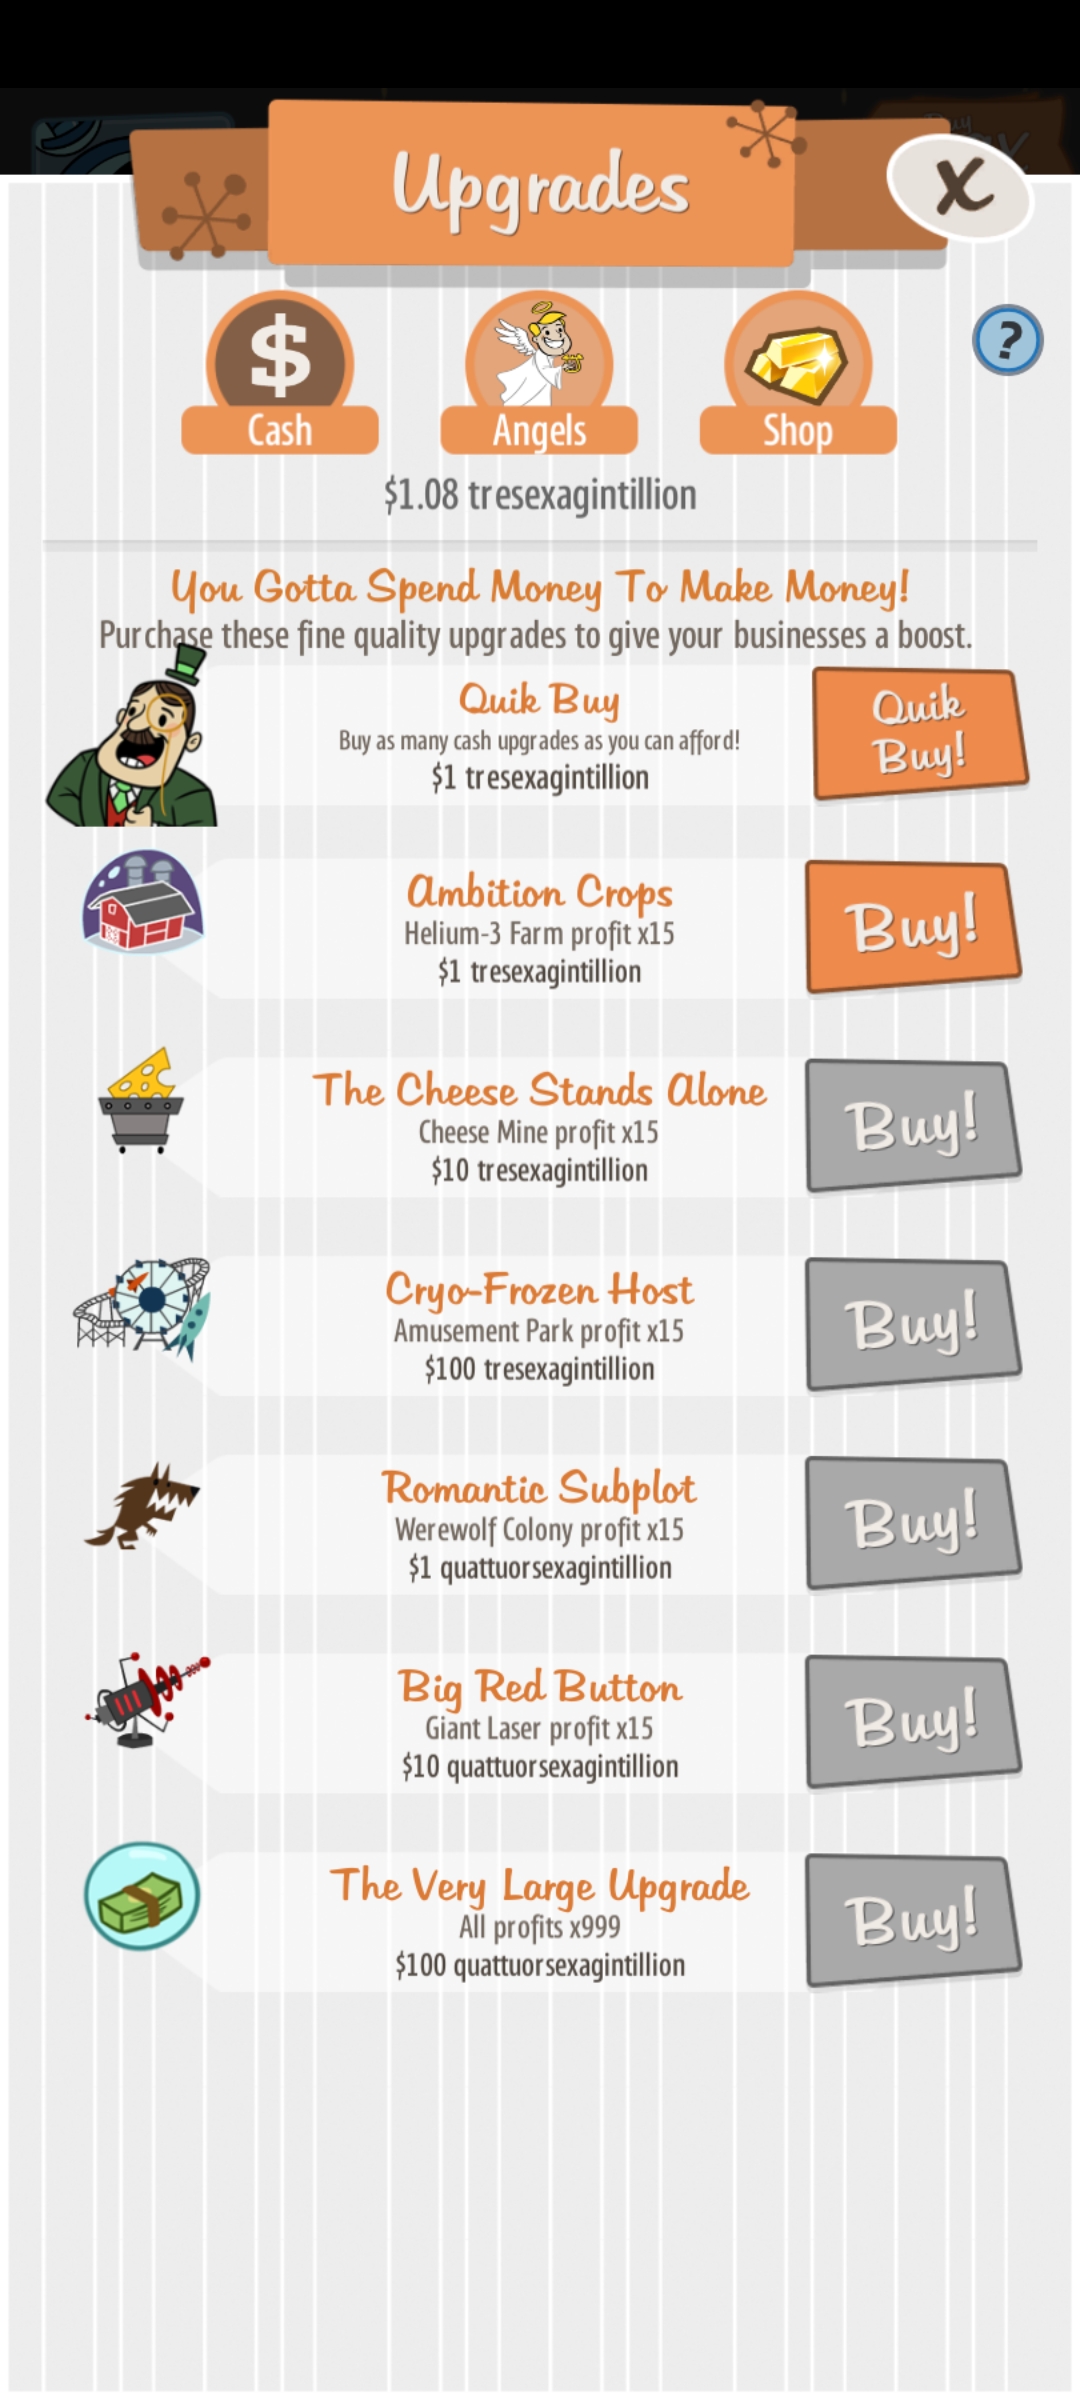 Upgrades
X
$
Cash
Angels
Shop
?
$1.08 tresexagintillion
You Gotta Spend Money To Make Money!
Purchase these fine quality upgrades to give your businesses a boost.
Quik Buy
Buy as many cash upgrades as you can afford!
$1 tresexagintillion
Quik
Buy!
Ambition Crops
Helium-3 Farm profit x15
$1 tresexagintillion
Buy!
The Cheese Stands Alone
Cheese Mine profit x15
$10 tresexagintillion
Buy!
Cryo-Frozen Host
Amusement Park profit x15
$100 tresexagintillion
Buy!
Romantic Subplot
Werewolf Colony profit x15
$1 quattuorsexagintillion
Buy!
Big Red Button
Giant Laser profit x15
$10 quattuorsexagintillion
Buy!
The Very Large Upgrade
All profits x999
$100 quattuorsexagintillion
Buy!